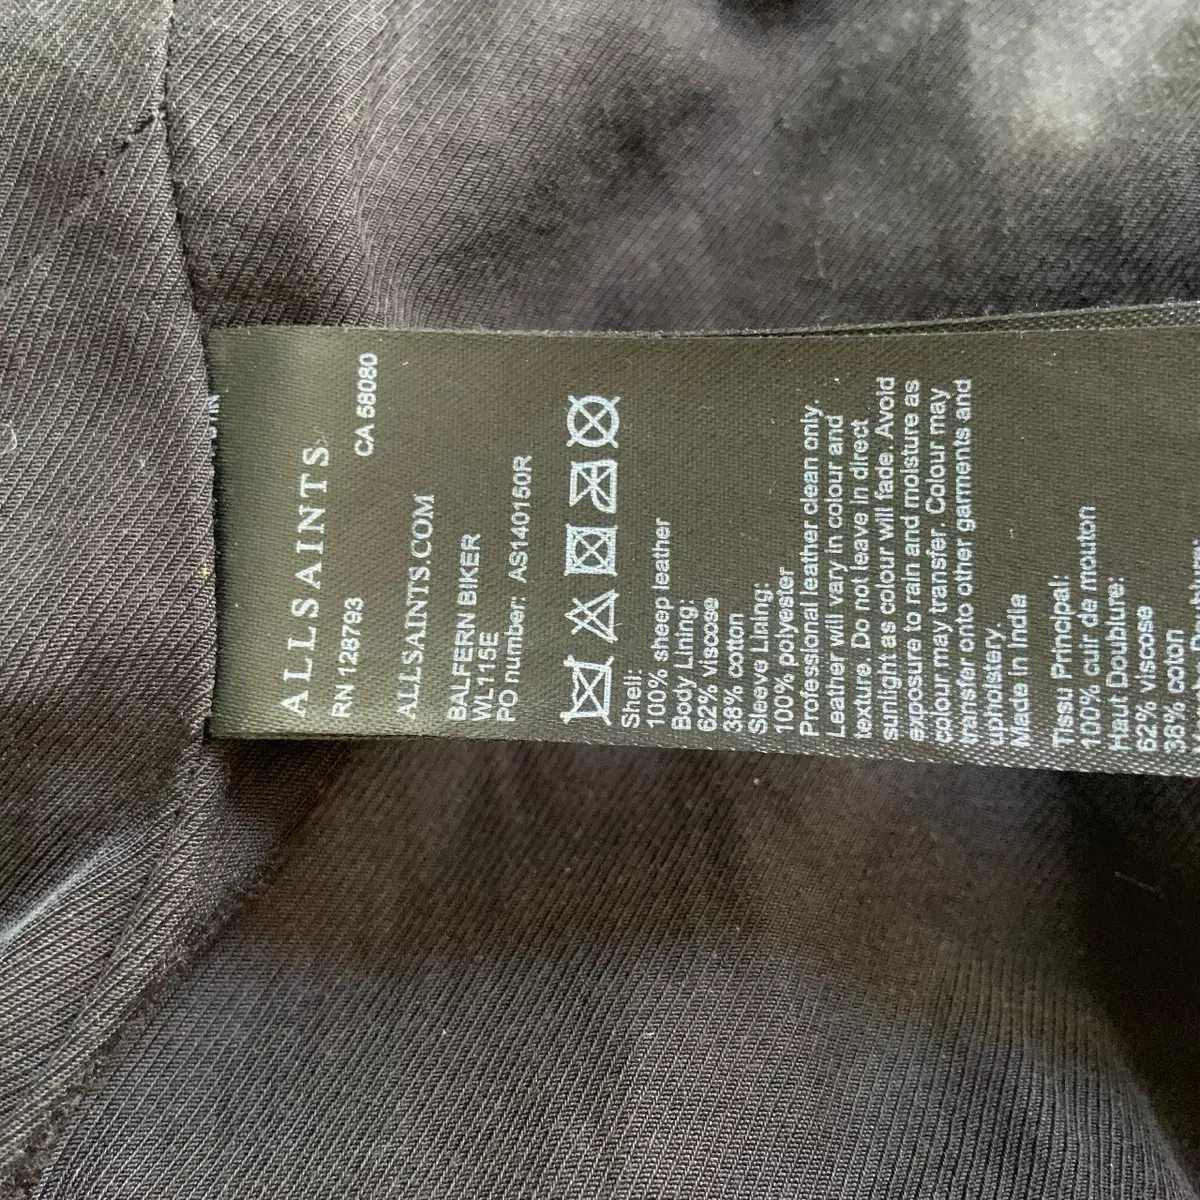 ALLSAINTS
RN 128793
CA 58080
ALLSAINTS.COM
BALFERN BIKER
WL115E
PO number: AS140150R
Shell:
100% sheep leather
Body Lining:
62% viscose
38% cotton
Sleeve Lining:
100% polyester
Professional leather clean only.
Leather will vary in colour and
texture. Do not leave in direct
sunlight as colour will fade. Avoid
exposure to rain and moisture as
colour may transfer. Colour may
transfer onto other garments and
upholstery.
Made in India
Tissu Principal:
100% cuir de mouton
Haut Doublure:
62% viscose
38% coton